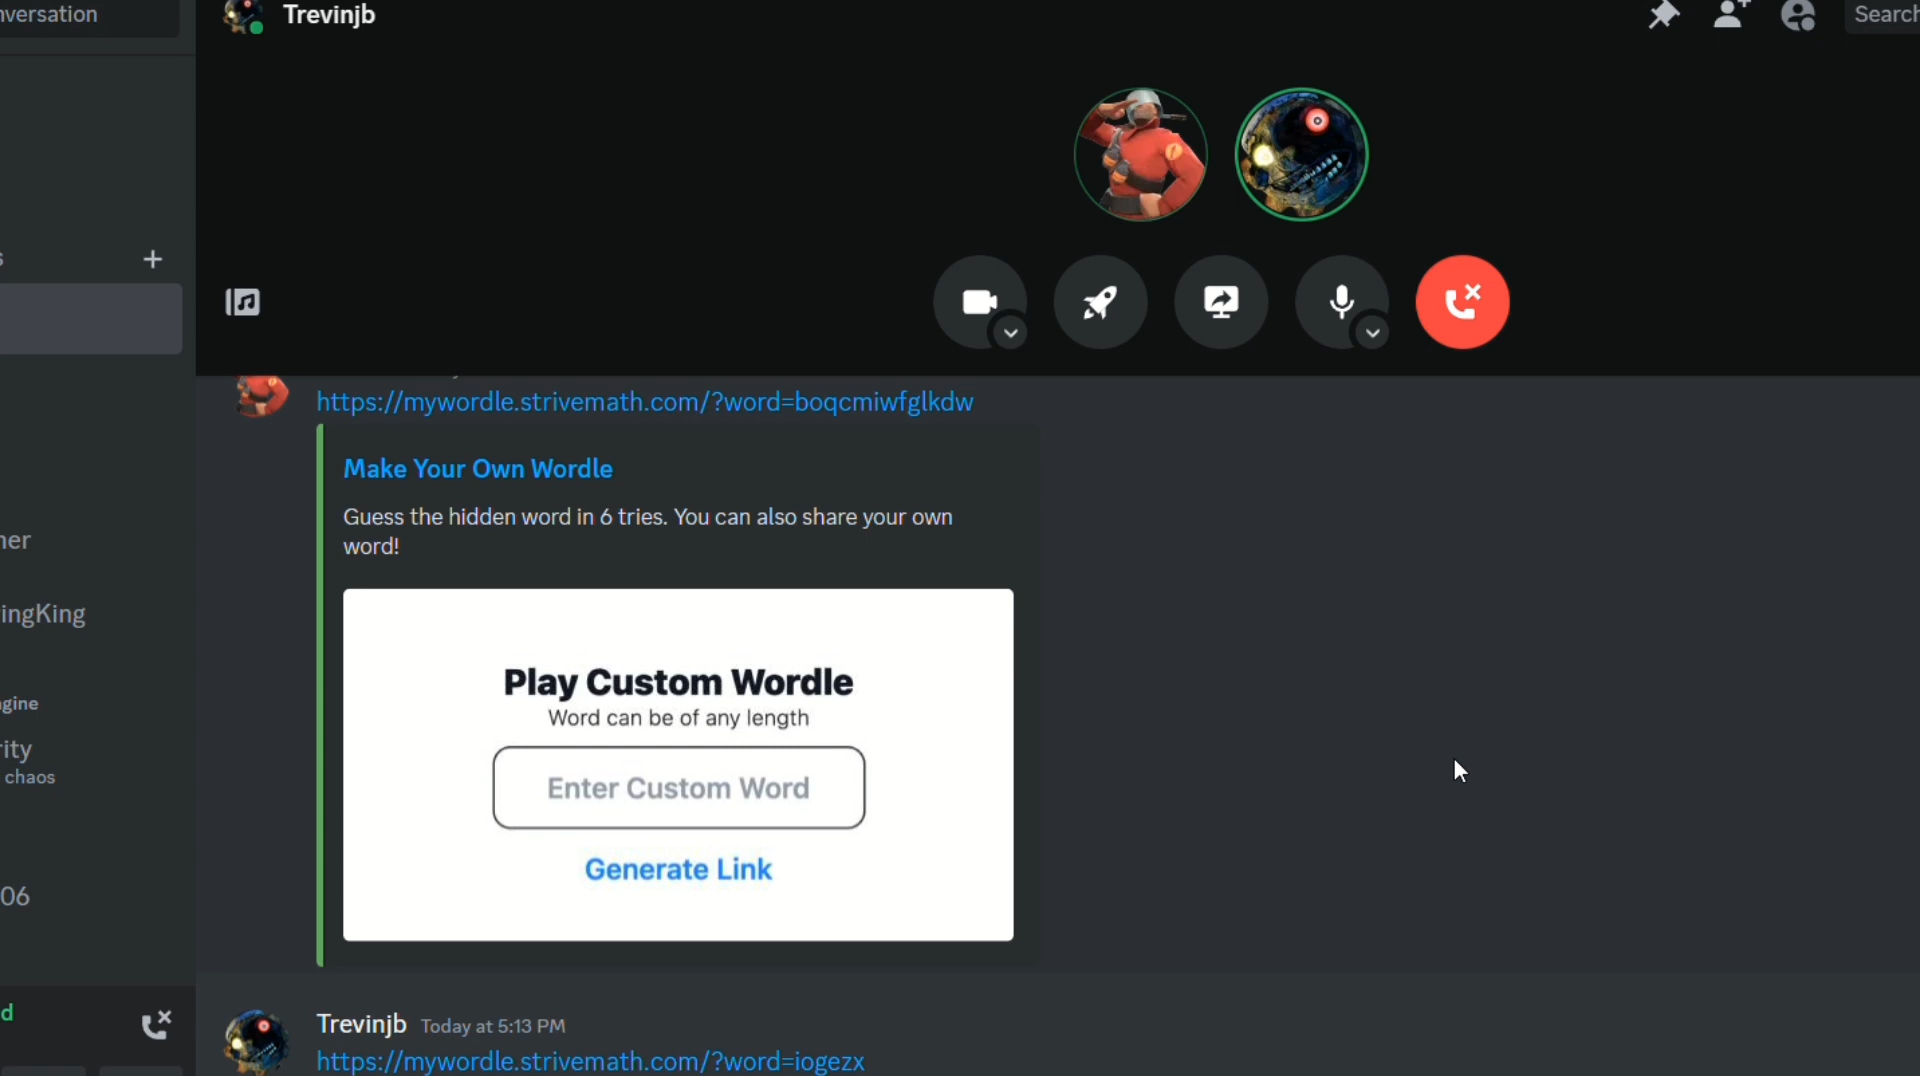 nversation
Trevinjb
Search
s
https://mywordle.strivemath.com/?word=boqcmiwfglkdw
Make Your Own Wordle
Guess the hidden word in 6 tries. You can also share your own
word!
ner
ingKing
Play Custom Wordle
gine
Word can be of any length
rity
chaos
Enter Custom Word
Generate Link
06
d
Trevinjb Today at 5:13 PM
https://mywordle.strivemath.com/?word=iogezx